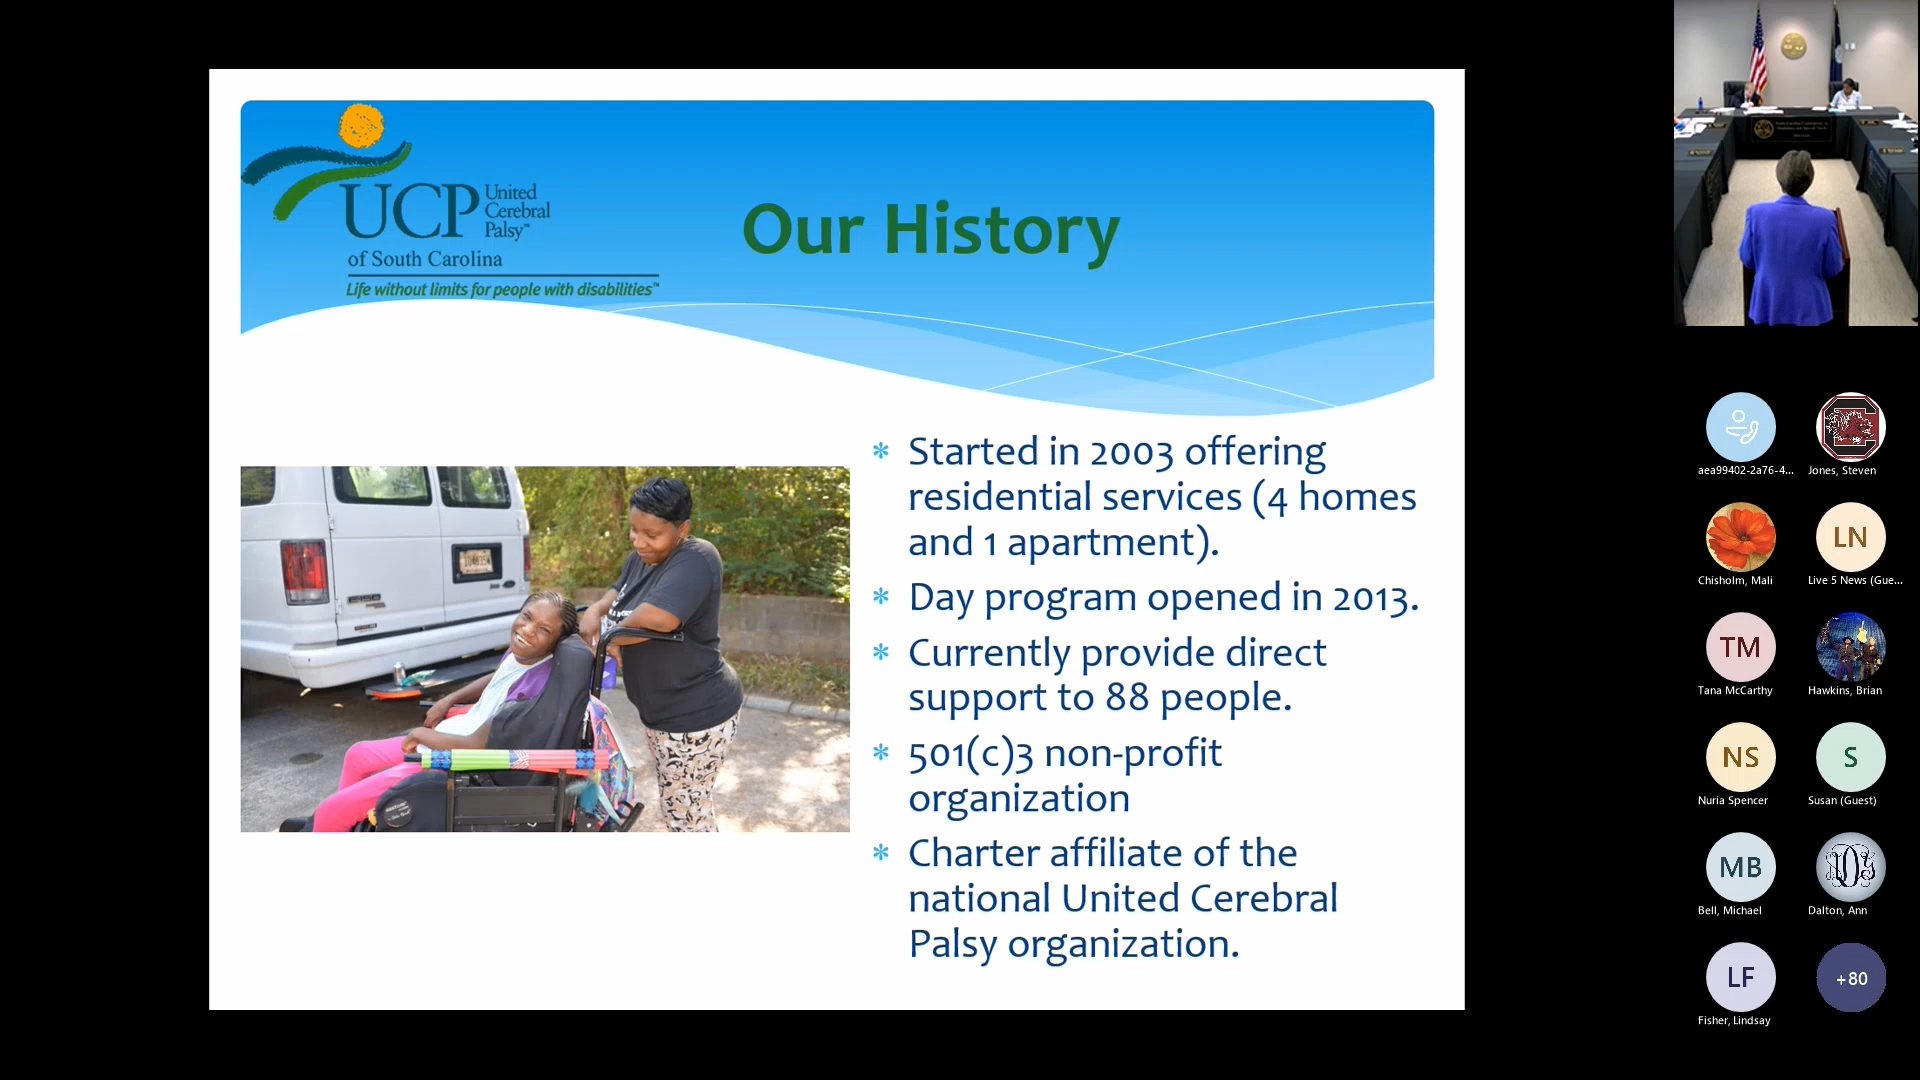 UCP
United
Cerebral
Palsy™
of South Carolina
Life without limits for people with disabilities™
Our History
* Started in 2003 offering
residential services (4 homes
and 1 apartment).
* Day program opened in 2013.
* Currently provide direct
support to 88 people.
* 501(c)3 non-profit
organization
* Charter affiliate of the
national United Cerebral
Palsy organization.
aea99402-2a76-4...
Jones, Steven
Chisholm, Mali
LN
Live 5 News (Gue...
TM
Tana McCarthy
Hawkins, Brian
NS
Nuria Spencer
S
Susan (Guest)
MB
Bell, Michael
Dalton, Ann
LF
Fisher, Lindsay
+80